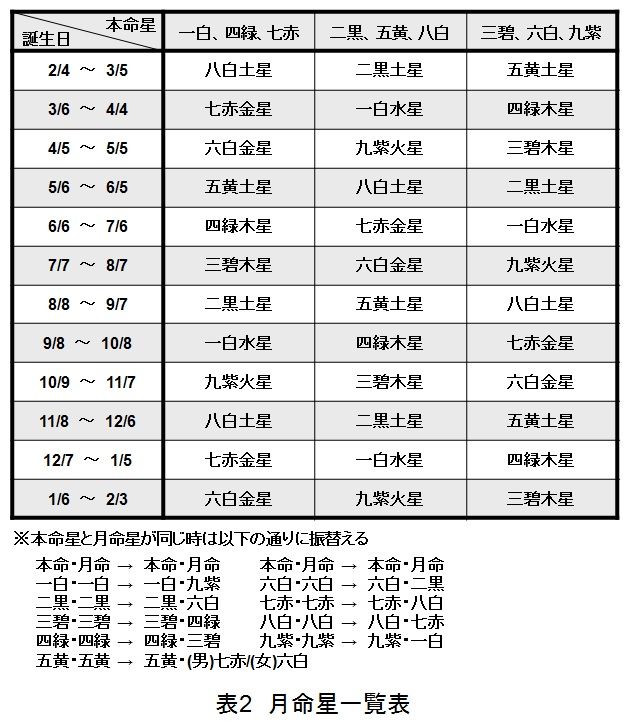 本命星
誕生日
一白、四緑、七赤 二黒、五黄、八白 三碧、六白、九紫
2/4 ～ 3/5 八白土星 二黒土星 五黄土星
3/6 ～ 4/4 七赤金星 一白水星 四緑木星
4/5 ～ 5/5 六白金星 九紫火星 三碧木星
5/6 ～ 6/5 五黄土星 八白土星 二黒土星
6/6 ～ 7/6 四緑木星 七赤金星 一白水星
7/7 ～ 8/7 三碧木星 六白金星 九紫火星
8/8 ～ 9/7 二黒土星 五黄土星 八白土星
9/8 ～ 10/8 一白水星 四緑木星 七赤金星
10/9 ～ 11/7 九紫火星 三碧木星 六白金星
11/8 ～ 12/6 八白土星 二黒土星 五黄土星
12/7 ～ 1/5 七赤金星 一白水星 四緑木星
1/6 ～ 2/3 六白金星 九紫火星 三碧木星
※本命星と月命星が同じ時は以下の通りに振替える
本命・月命 → 本命・月命 本命・月命 → 本命・月命
一白・一白 → 一白・九紫 六白・六白 → 六白・二黒
二黒・二黒 → 二黒・六白 七赤・七赤 → 七赤・八白
三碧・三碧 → 三碧・四緑 八白・八白 → 八白・七赤
四緑・四緑 → 四緑・三碧 九紫・九紫 → 九紫・一白
五黄・五黄 → 五黄・(男)七赤/(女)六白
表2 月命星一覧表